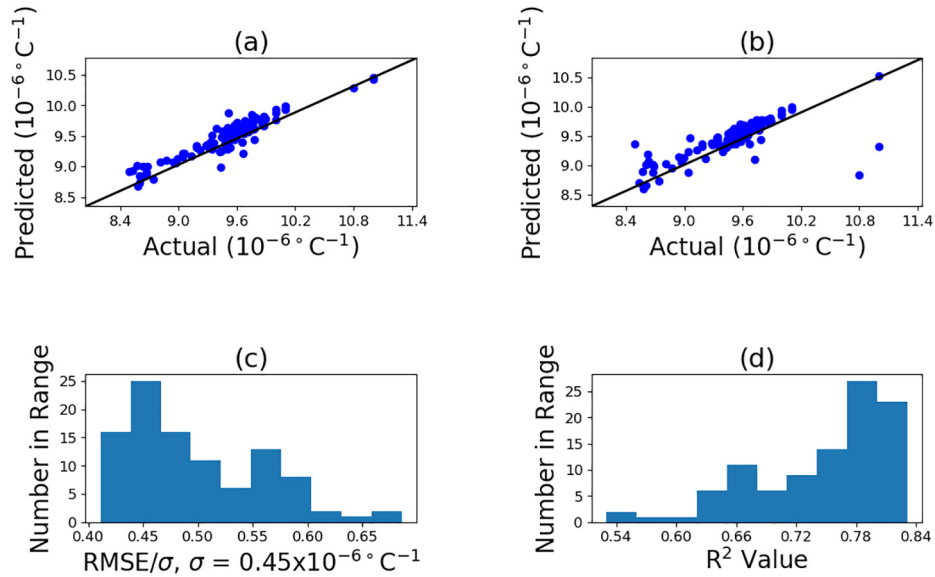 (a)
Predicted (10⁻⁶°C⁻¹)
10.5
10.0
9.5
9.0
8.5
8.4 9.0 9.6 10.2 10.8 11.4
Actual (10⁻⁶°C⁻¹)
(b)
Predicted (10⁻⁶°C⁻¹)
10.5
10.0
9.5
9.0
8.5
8.4 9.0 9.6 10.2 10.8 11.4
Actual (10⁻⁶°C⁻¹)
(c)
Number in Range
25
20
15
10
5
0
0.40 0.45 0.50 0.55 0.60 0.65
RMSE/σ, σ = 0.45x10⁻⁶°C⁻¹
(d)
Number in Range
25
20
15
10
5
0
0.54 0.60 0.66 0.72 0.78 0.84
R² Value